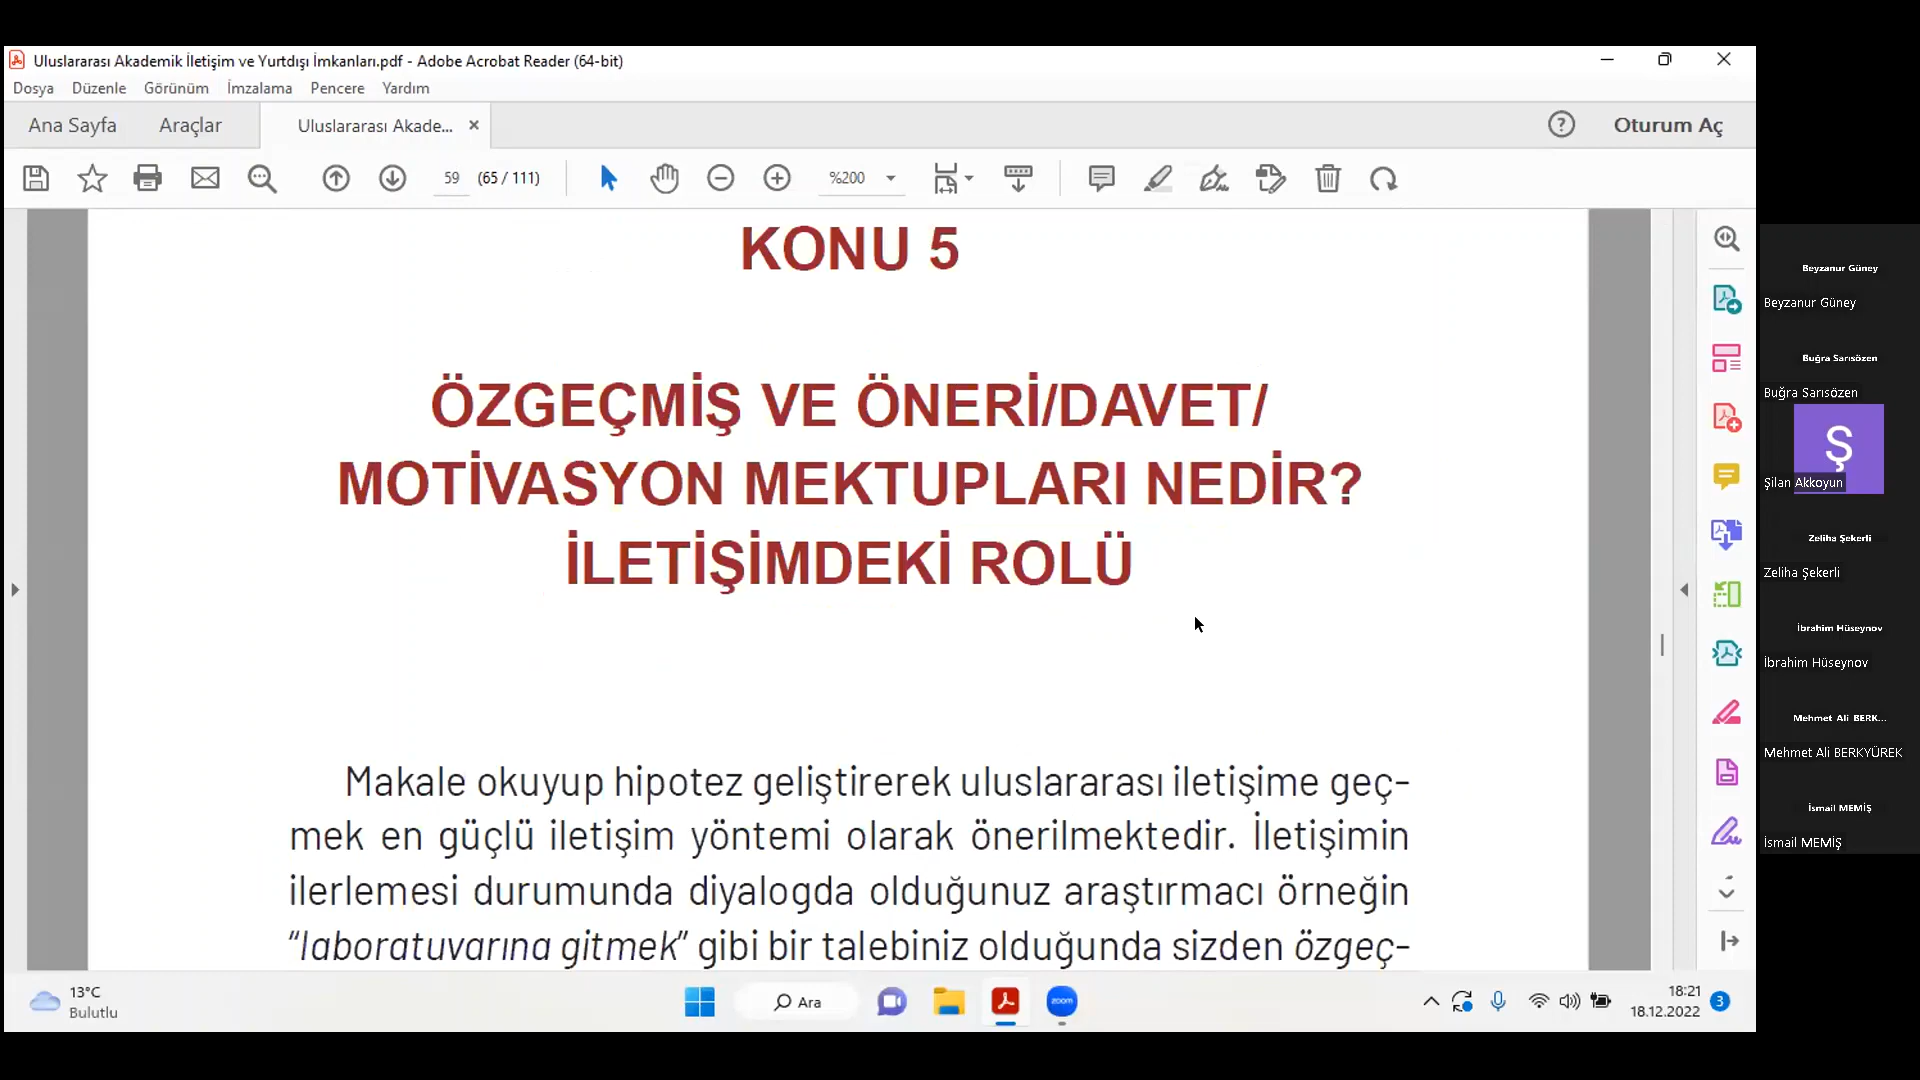 Uluslararası Akademik İletişim ve Yurtdışı İmkanları.pdf - Adobe Acrobat Reader (64-bit)
Dosya Düzenle Görünüm İmzalama Pencere Yardım
Ana Sayfa Araçlar Uluslararası Akade... Oturum Aç
59 (65 / 111) %200
KONU 5
ÖZGEÇMİŞ VE ÖNERİ/DAVET/
MOTİVASYON MEKTUPLARI NEDİR?
İLETİŞİMDEKİ ROLÜ
Makale okuyup hipotez geliştirerek uluslararası iletişime geç-
mek en güçlü iletişim yöntemi olarak önerilmektedir. İletişimin
ilerlemesi durumunda diyalogda olduğunuz araştırmacı örneğin
“laboratuvarına gitmek” gibi bir talebiniz olduğunda sizden özgeç-
Beyzanur Güney
Beyzanur Güney
Buğra Sarısözen
Buğra Sarısözen
Ş
Şilan Akkoyun
Zeliha Şekerli
Zeliha Şekerli
İbrahim Hüseynov
İbrahim Hüseynov
Mehmet Ali BERK...
Mehmet Ali BERKYÜREK
İsmail MEMİŞ
İsmail MEMİŞ
13°C
Bulutlu
Ara
zoom
18:21
18.12.2022
3